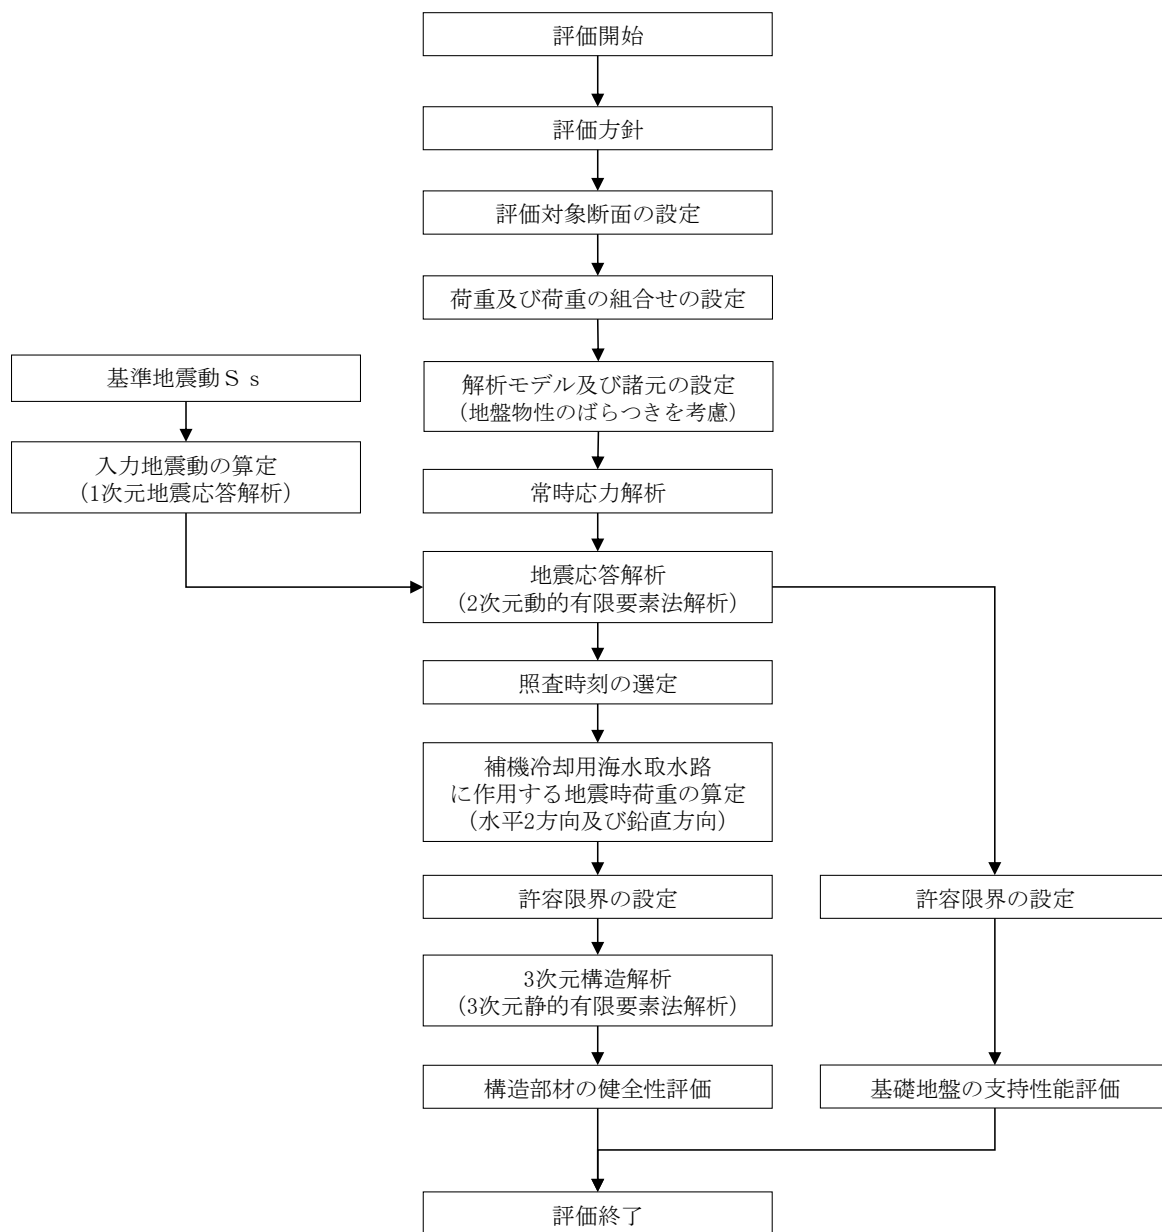 評価開始
評価方針
評価対象断面の設定
荷重及び荷重の組合せの設定
基準地震動Ｓｓ
解析モデル及び諸元の設定
（地盤物性のばらつきを考慮）
入力地震動の算定
（1次元地震応答解析）
常時応力解析
地震応答解析
（2次元動的有限要素法解析）
照査時刻の選定
補機冷却用海水取水路
に作用する地震時荷重の算定
（水平2方向及び鉛直方向）
許容限界の設定
許容限界の設定
3次元構造解析
（3次元静的有限要素法解析）
構造部材の健全性評価
基礎地盤の支持性能評価
評価終了